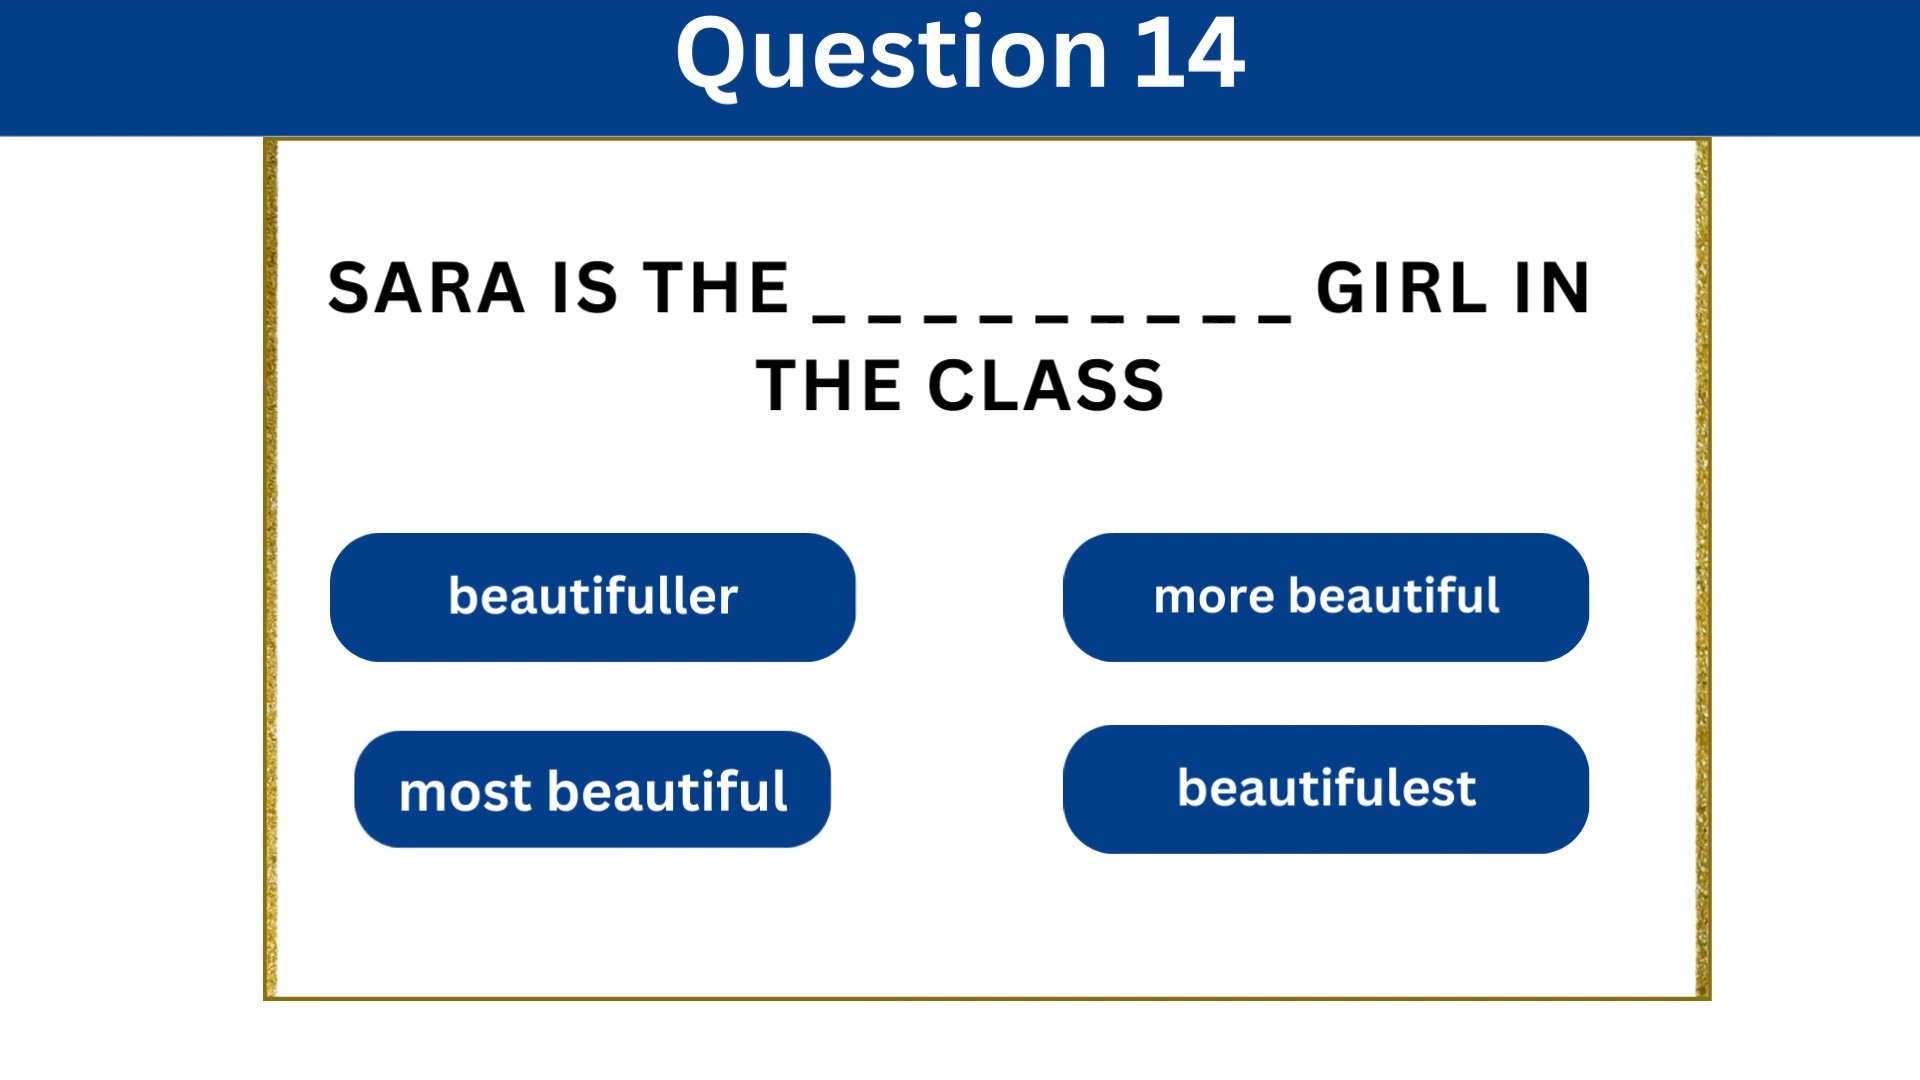 Question 14
SARA IS THE _ _ _ _ _ _ _ _ _ GIRL IN
THE CLASS
beautifuller
more beautiful
most beautiful
beautifulest